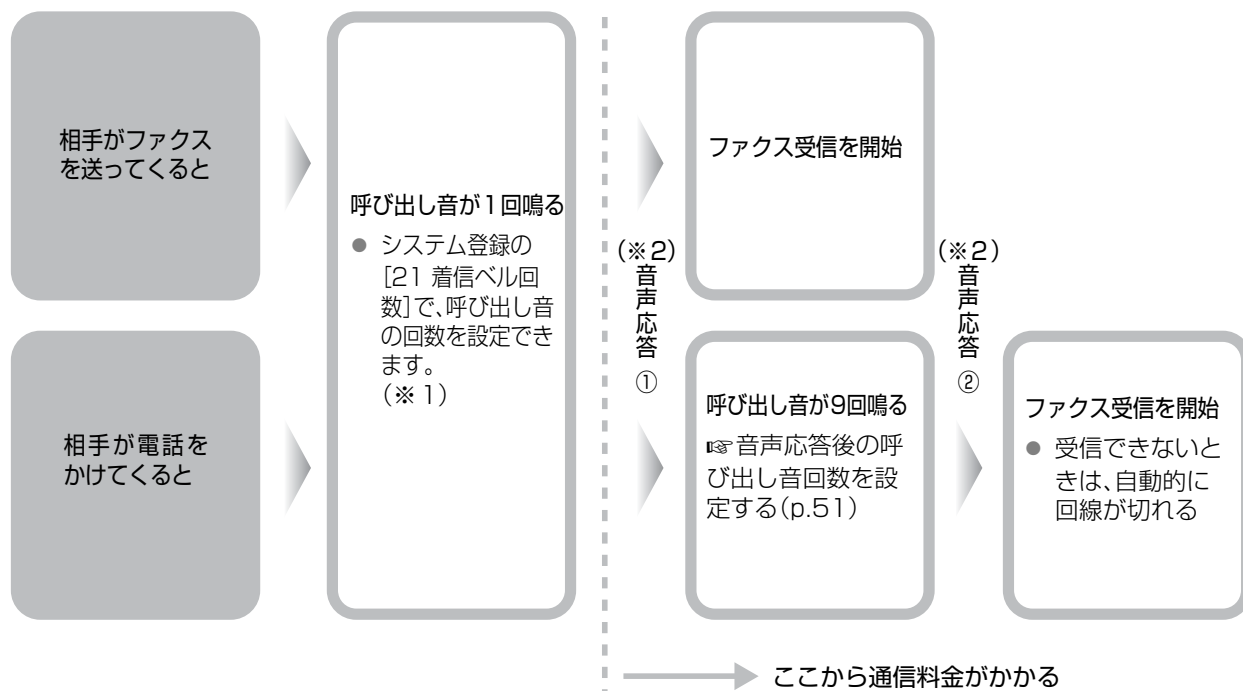 相手がファクス
を送ってくると
相手が電話を
かけてくると
呼び出し音が1回鳴る
● システム登録の
[21 着信ベル回
数]で、呼び出し音
の回数を設定でき
ます。
(※1)
(※2)
音声応答
①
ファクス受信を開始
呼び出し音が9回鳴る
☞音声応答後の呼
び出し音回数を設
定する(p.51)
(※2)
音声応答
②
ファクス受信を開始
● 受信できないと
きは、自動的に
回線が切れる
ここから通信料金がかかる